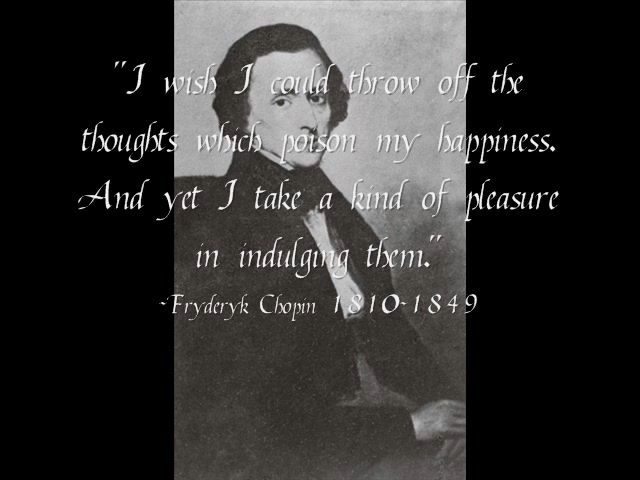 "I wish I could throw off the
thoughts which poison my happiness.
And yet I take a kind of pleasure
in indulging them."
~Fryderyk Chopin 1810~1849